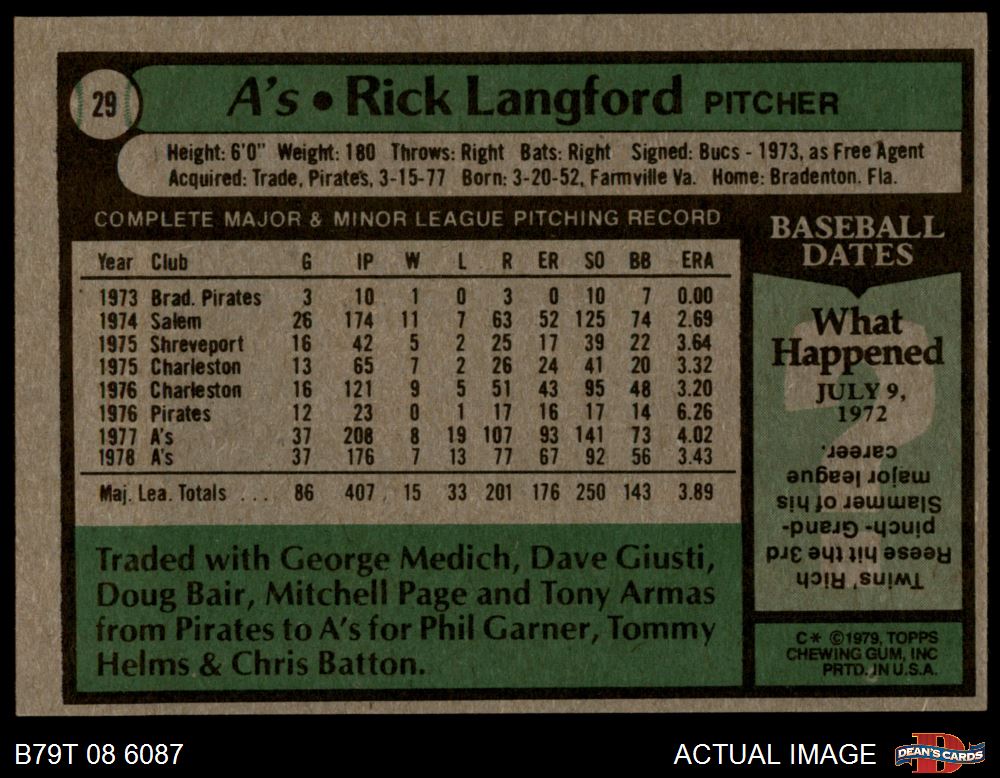 29
A's • Rick Langford PITCHER
Height: 6'0" Weight: 180 Throws: Right Bats: Right Signed: Bucs - 1973, as Free Agent
Acquired: Trade, Pirates, 3-15-77 Born: 3-20-52, Farmville Va. Home: Bradenton. Fla.
COMPLETE MAJOR & MINOR LEAGUE PITCHING RECORD
Year Club G IP W L R ER SO BB ERA
1973 Brad. Pirates 3 10 1 0 3 0 10 7 0.00
1974 Salem 26 174 11 7 63 52 125 74 2.69
1975 Shreveport 16 42 5 2 25 17 39 22 3.64
1975 Charleston 13 65 7 2 26 24 41 20 3.32
1976 Charleston 16 121 9 5 51 43 95 48 3.20
1976 Pirates 12 23 0 1 17 16 17 14 6.26
1977 A's 37 208 8 19 107 93 141 73 4.02
1978 A's 37 176 7 13 77 67 92 56 3.43
Maj. Lea. Totals ... 86 407 15 33 201 176 250 143 3.89
Traded with George Medich, Dave Giusti,
Doug Bair, Mitchell Page and Tony Armas
from Pirates to A's for Phil Garner, Tommy
Helms & Chris Batton.
BASEBALL
DATES
What
Happened
JULY 9,
1972
Twins' Rich
Reese hit the 3rd
pinch-Grand-
Slammer of his
major league
career.
C* ©1979, TOPPS
CHEWING GUM, INC
PRTD. IN U.S.A.
B79T 08 6087
ACTUAL IMAGE
DEAN'S CARDS